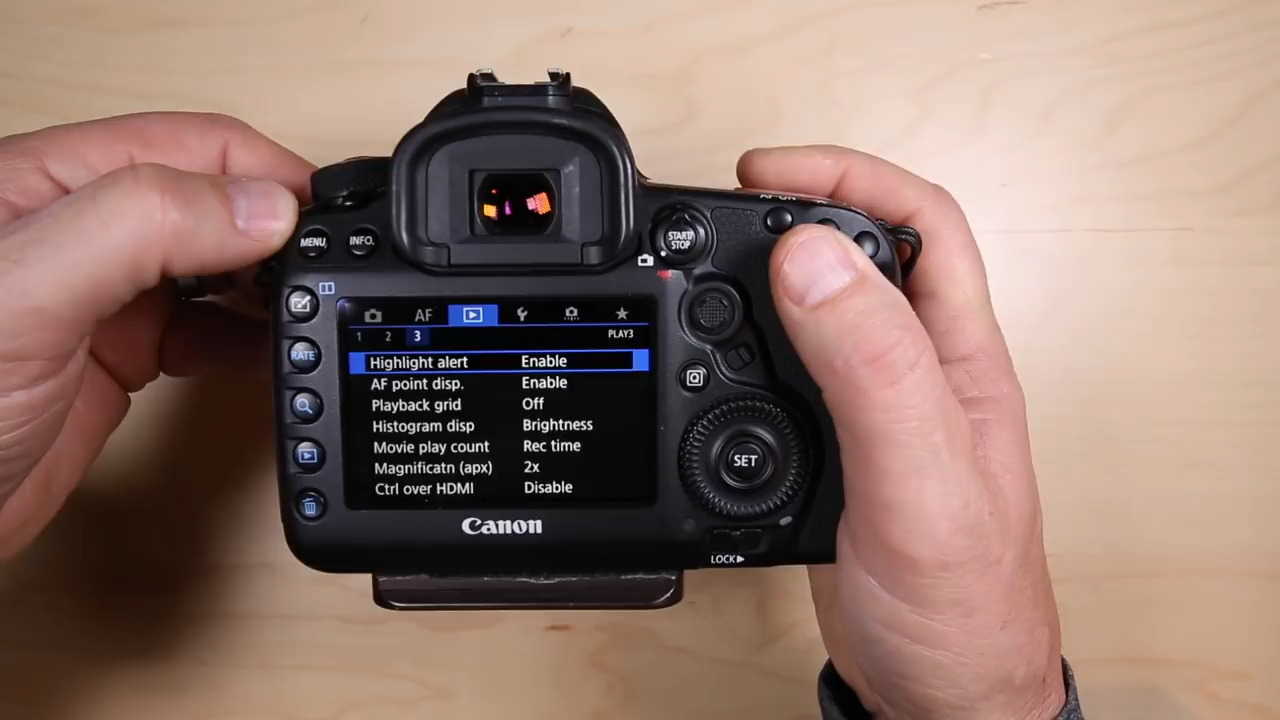 AF-ON
START/
STOP
MENU
INFO.
RATE
AF
1 2 3 PLAY3
Highlight alert Enable
AF point disp. Enable
Playback grid Off
Histogram disp Brightness
Movie play count Rec time
Magnificatn (apx) 2x
Ctrl over HDMI Disable
Q
SET
Canon
LOCK▶